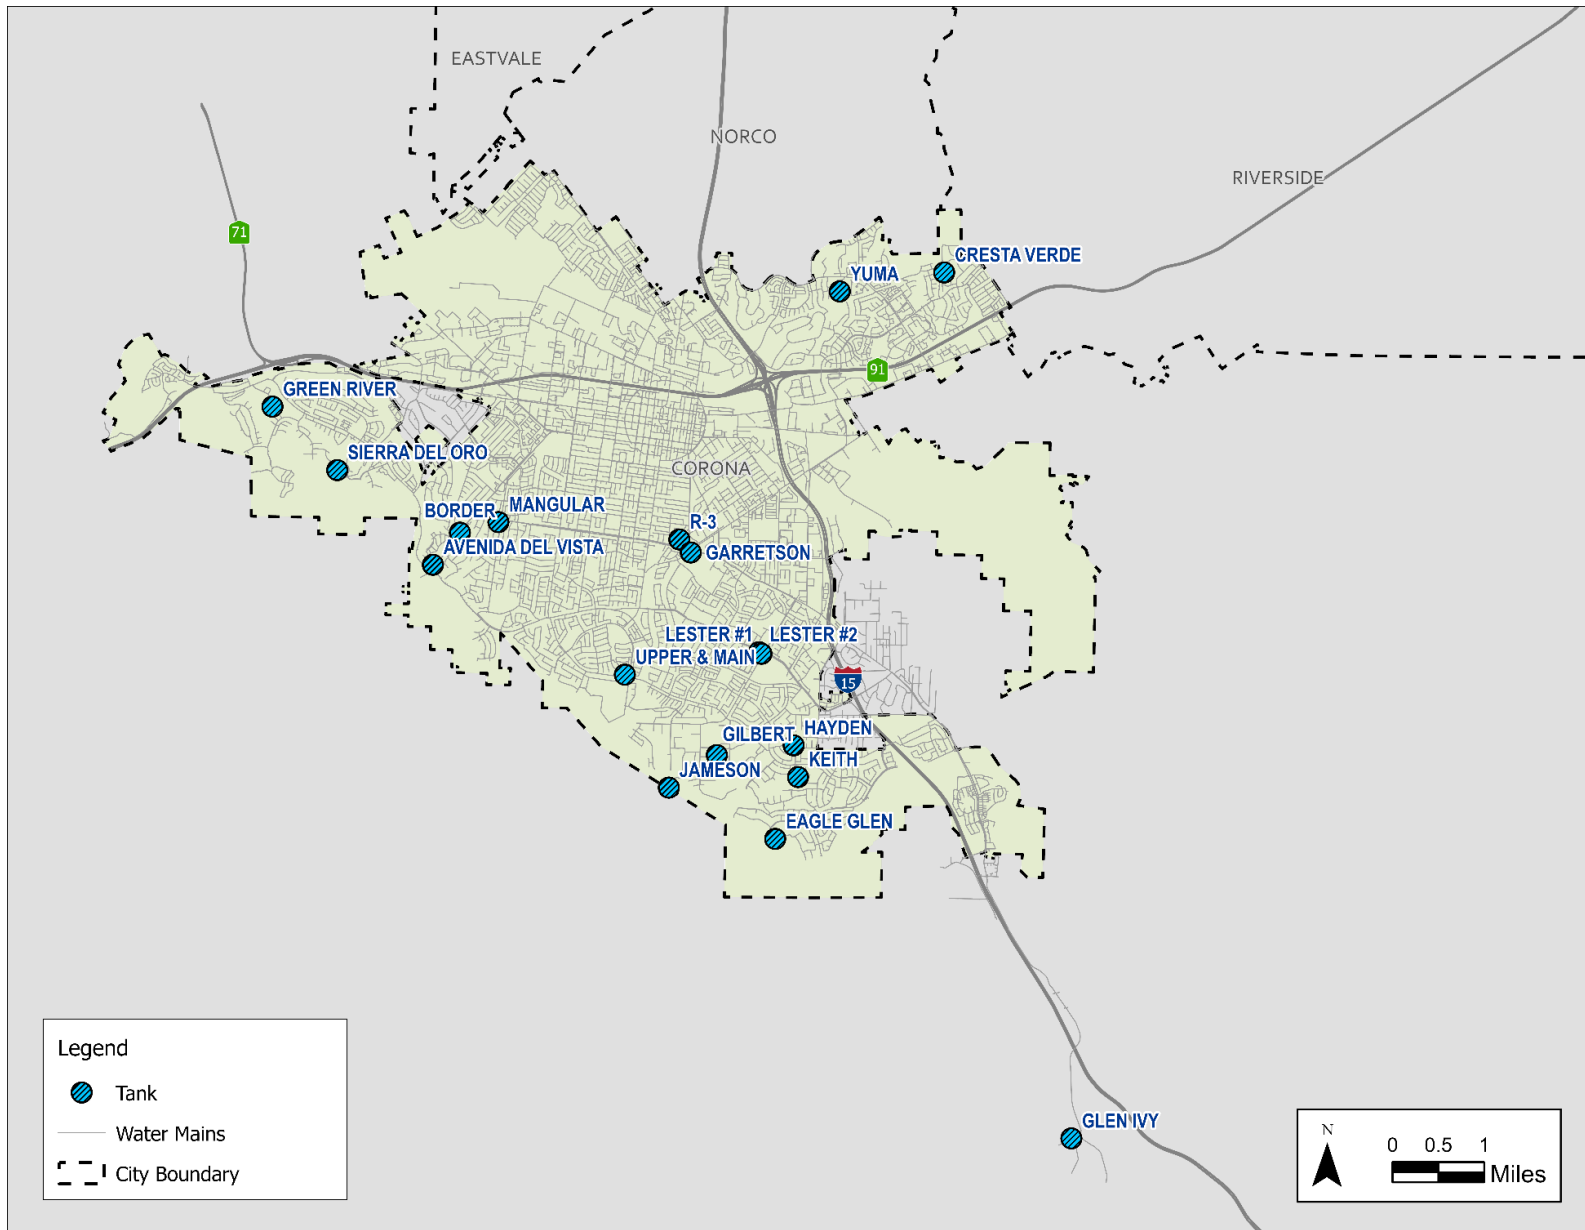 EASTVALE
NORCO
RIVERSIDE
71
CRESTA VERDE
YUMA
91
GREEN RIVER
SIERRA DEL ORO
CORONA
BORDER
MANGULAR
R-3
AVENIDA DEL VISTA
GARRETSON
LESTER #1
LESTER #2
UPPER & MAIN
15
GILBERT
HAYDEN
JAMESON
KEITH
EAGLE GLEN
GLEN IVY
Legend
Tank
Water Mains
City Boundary
N
0 0.5 1
Miles